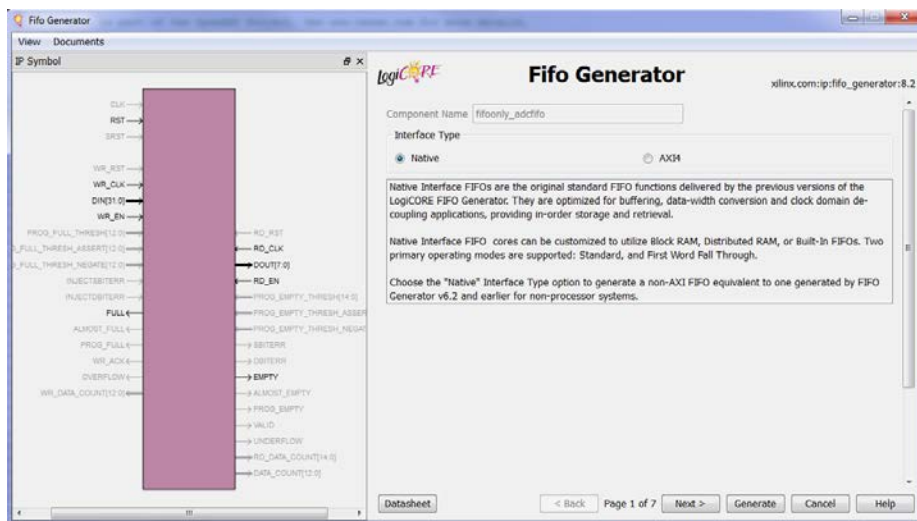 Fifo Generator
View Documents
IP Symbol
CLK
RST
SRST
WR_RST
WR_CLK
DIN[31:0]
WR_EN
PROG_FULL_THRESH[12:0]
_FULL_THRESH_ASSERT[12:0]
_FULL_THRESH_NEGATE[12:0]
INJECTDBITERR
INJECTSBITERR
FULL
ALMOST_FULL
PROG_FULL
WR_ACK
OVERFLOW
WR_DATA_COUNT[12:0]
RD_RST
RD_CLK
DOUT[7:0]
RD_EN
PROG_EMPTY_THRESH[14:0]
PROG_EMPTY_THRESH_ASSER
PROG_EMPTY_THRESH_NEGAT
SBITERR
DBITERR
EMPTY
ALMOST_EMPTY
PROG_EMPTY
VALID
UNDERFLOW
RD_DATA_COUNT[14:0]
DATA_COUNT[12:0]
LogiCORE
Fifo Generator
xilinx.com:ip:fifo_generator:8.2
Component Name fifoonly_adcfifo
Interface Type
Native AXI4
Native Interface FIFOs are the original standard FIFO functions delivered by the previous versions of the
LogiCORE FIFO Generator. They are optimized for buffering, data-width conversion and clock domain de-
coupling applications, providing in-order storage and retrieval.
Native Interface FIFO cores can be customized to utilize Block RAM, Distributed RAM, or Built-In FIFOs. Two
primary operating modes are supported: Standard, and First Word Fall Through.
Choose the "Native" Interface Type option to generate a non-AXI FIFO equivalent to one generated by FIFO
Generator v6.2 and earlier for non-processor systems.
Datasheet < Back Page 1 of 7 Next > Generate Cancel Help